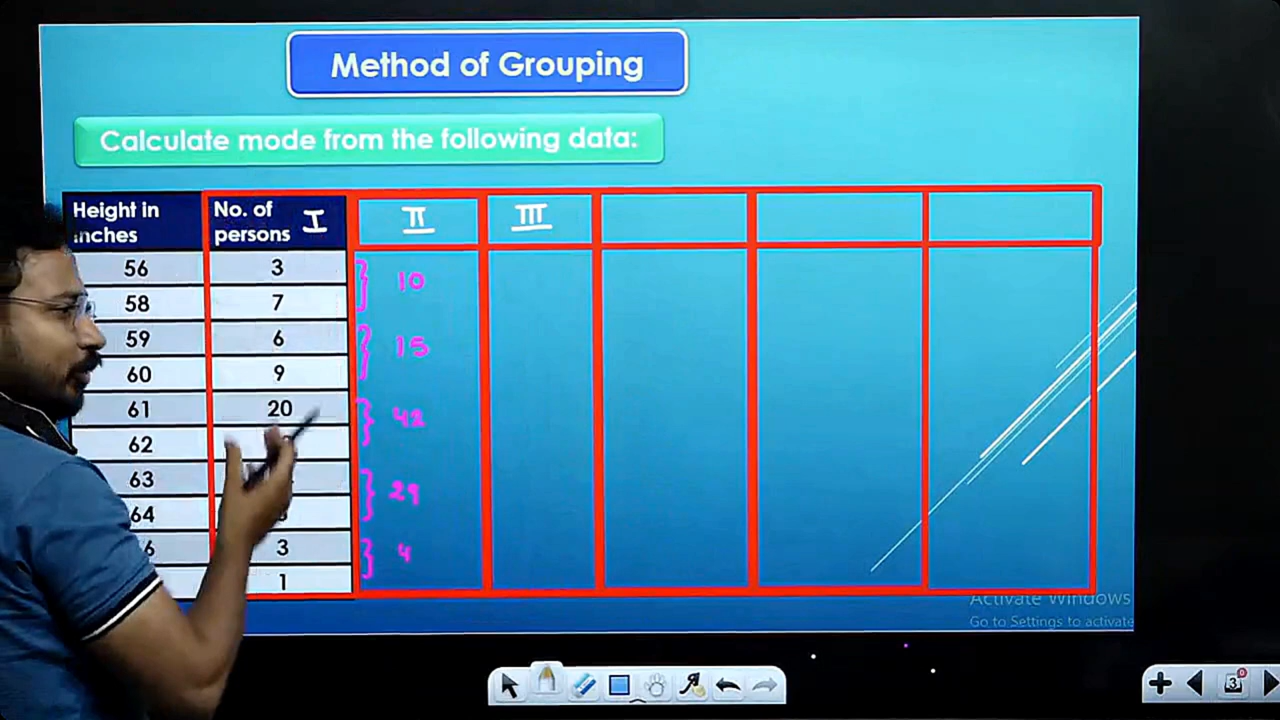 Method of Grouping
Calculate mode from the following data:
Height in inches
No. of persons I
II
III
56 3
10
58 7
59 6
15
60 9
61 20
42
62
63
29
64
3
4
1
Activate Windows
Go to Settings to activate
3